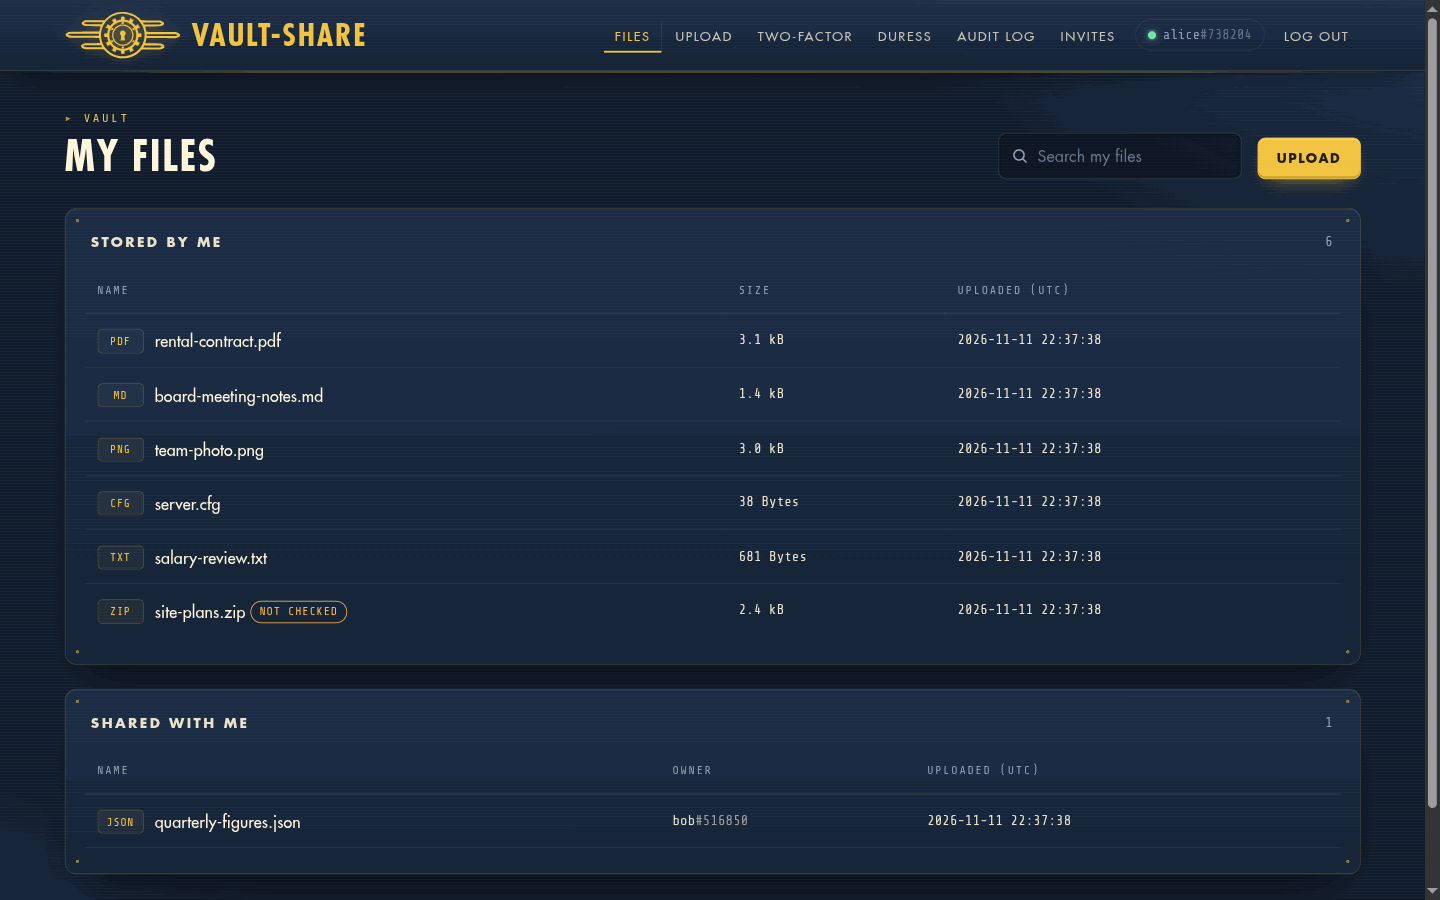 VAULT-SHARE
FILES UPLOAD TWO-FACTOR DURESS AUDIT LOG INVITES alice#738204 LOG OUT
▸ VAULT
MY FILES
Search my files
UPLOAD
STORED BY ME 6
NAME SIZE UPLOADED (UTC)
PDF rental-contract.pdf 3.1 kB 2026-11-11 22:37:38
MD board-meeting-notes.md 1.4 kB 2026-11-11 22:37:38
PNG team-photo.png 3.0 kB 2026-11-11 22:37:38
CFG server.cfg 38 Bytes 2026-11-11 22:37:38
TXT salary-review.txt 681 Bytes 2026-11-11 22:37:38
ZIP site-plans.zip NOT CHECKED 2.4 kB 2026-11-11 22:37:38
SHARED WITH ME 1
NAME OWNER UPLOADED (UTC)
JSON quarterly-figures.json bob#516850 2026-11-11 22:37:38